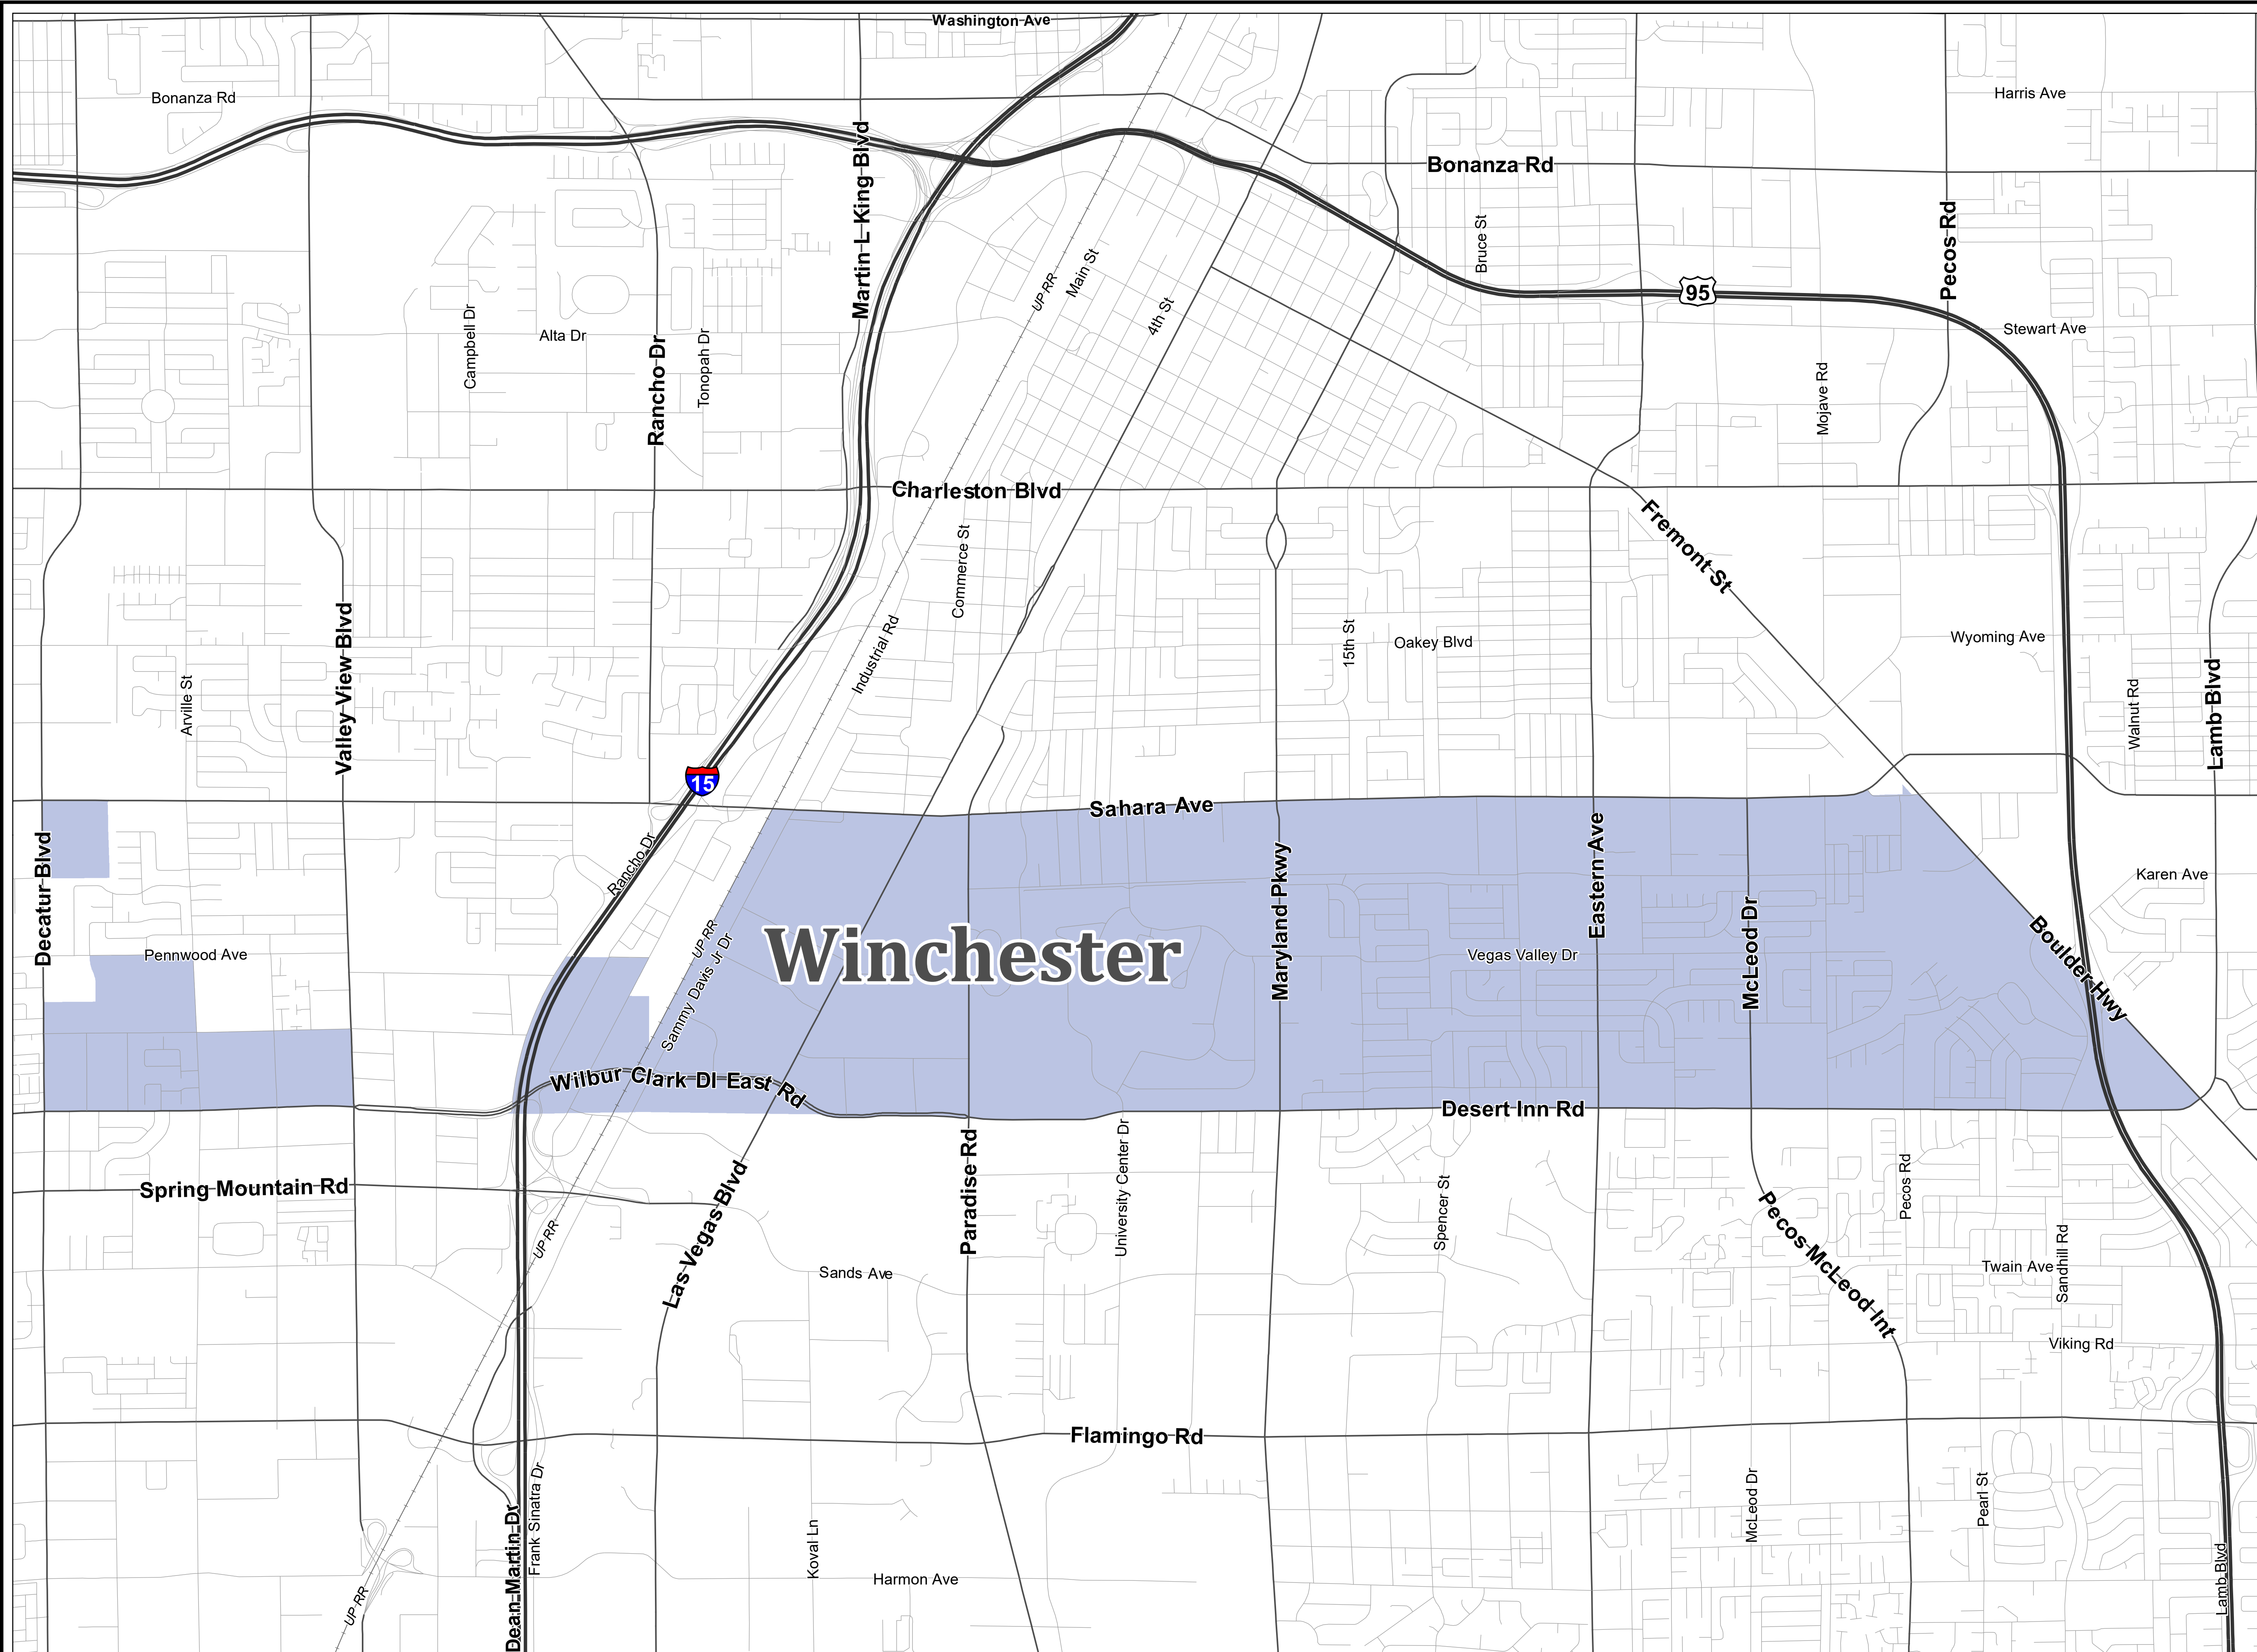 Washington Ave
Bonanza Rd
Harris Ave
Bonanza Rd
Martin L King Blvd
Bruce St
Pecos Rd
UP RR
Main St
4th St
95
Campbell Dr
Alta Dr
Rancho Dr
Tonopah Dr
Stewart Ave
Mojave Rd
Charleston Blvd
Fremont St
Commerce St
Industrial Rd
15th St
Oakey Blvd
Wyoming Ave
Valley View Blvd
Arville St
Walnut Rd
Lamb Blvd
15
Sahara Ave
Decatur Blvd
Rancho Dr
Maryland Pkwy
Eastern Ave
McLeod Dr
Karen Ave
Pennwood Ave
UP RR
Sammy Davis Jr Dr
Winchester
Vegas Valley Dr
Boulder Hwy
Wilbur Clark DI East Rd
Desert Inn Rd
Spring Mountain Rd
Las Vegas Blvd
Paradise Rd
University Center Dr
Spencer St
Pecos Rd
Pecos McLeod Int
UP RR
Sands Ave
Twain Ave
Sandhill Rd
Viking Rd
Flamingo Rd
Dean Martin Dr
Frank Sinatra Dr
Koval Ln
McLeod Dr
Pearl St
Harmon Ave
UP RR
Lamb Blvd